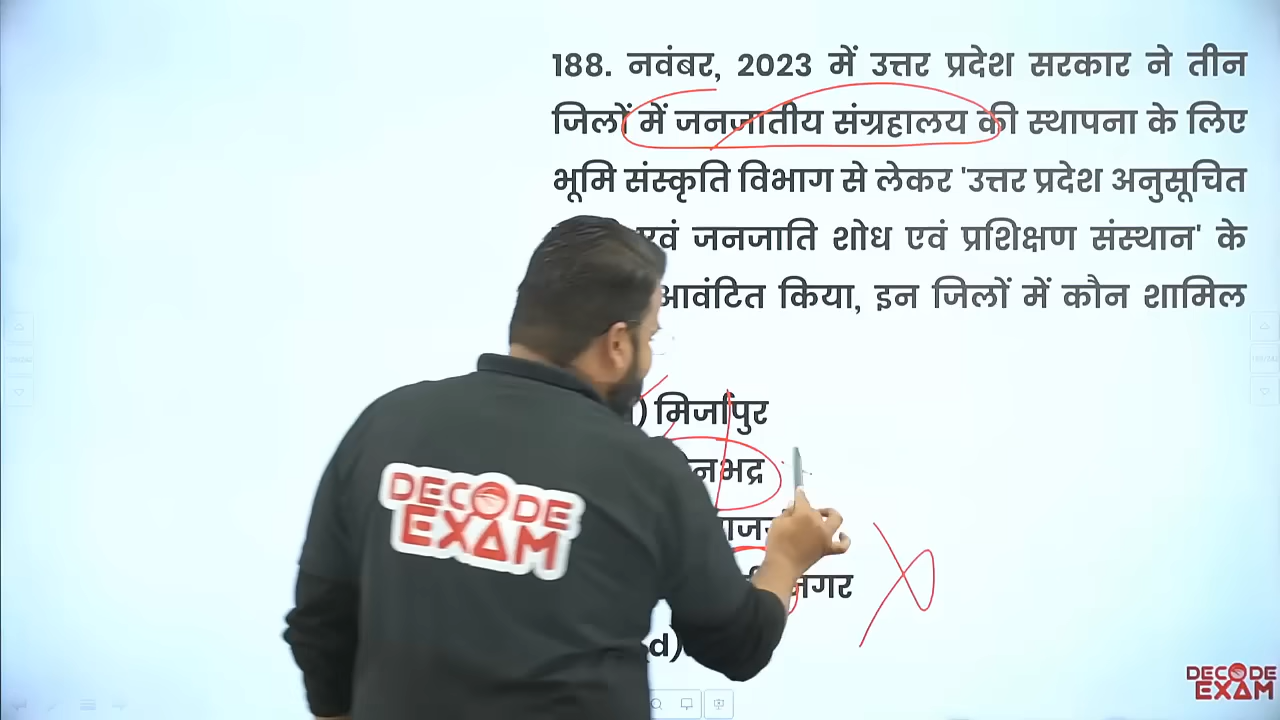 188. नवंबर, 2023 में उत्तर प्रदेश सरकार ने तीन
जिलों में जनजातीय संग्रहालय की स्थापना के लिए
भूमि संस्कृति विभाग से लेकर 'उत्तर प्रदेश अनुसूचित
एवं जनजाति शोध एवं प्रशिक्षण संस्थान' के
आवंटित किया, इन जिलों में कौन शामिल
) मिर्जापुर
नभद्र
नगर
d)
DECODE
EXAM
DECODE
EXAM